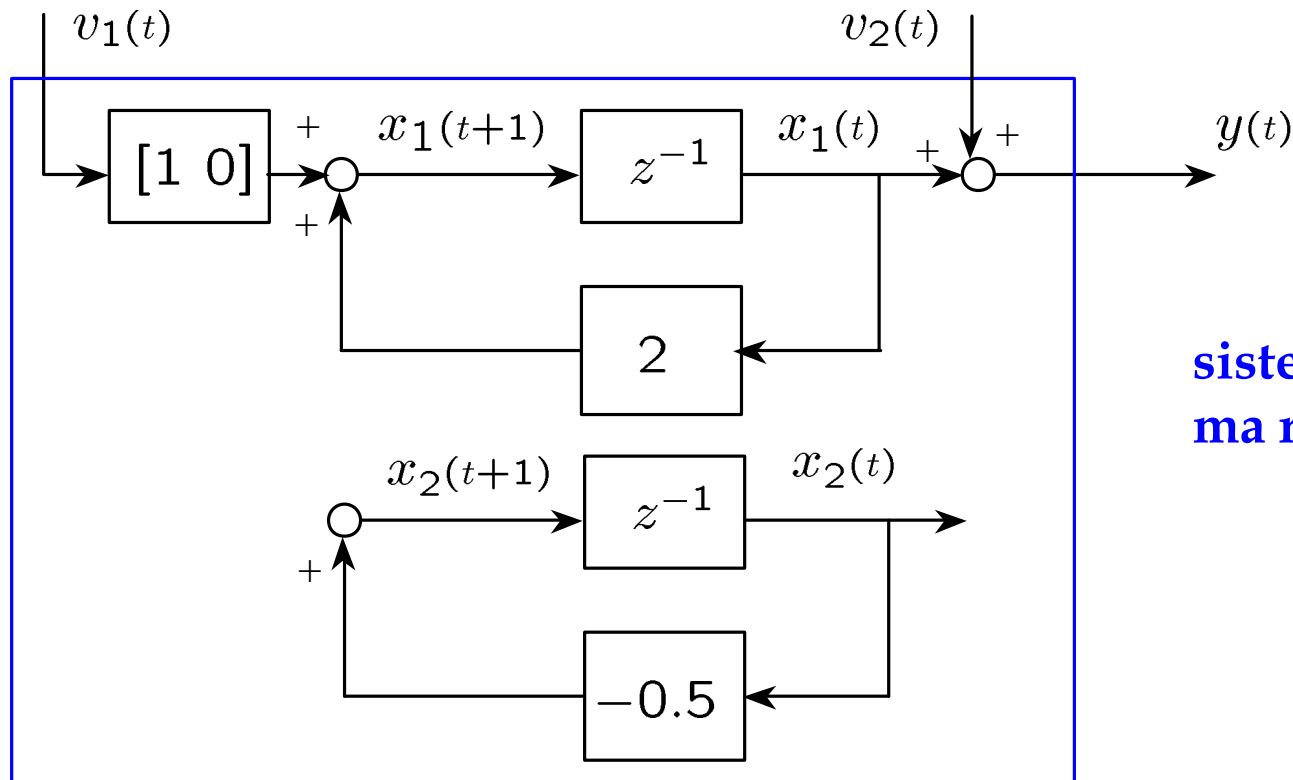 v₁(t) v₂(t)
+ x₁(t+1) x₁(t) + + y(t)
[1 0] z⁻¹
+
2
siste
ma r
x₂(t+1) x₂(t)
z⁻¹
+
−0.5